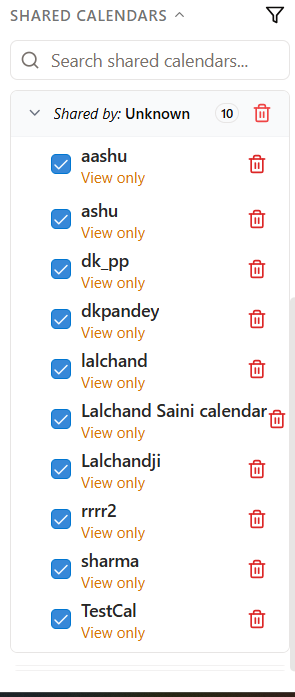 SHARED CALENDARS
Search shared calendars...
Shared by: Unknown 10
aashu
View only
ashu
View only
dk_pp
View only
dkpandey
View only
lalchand
View only
Lalchand Saini calendar
View only
Lalchandji
View only
rrrr2
View only
sharma
View only
TestCal
View only